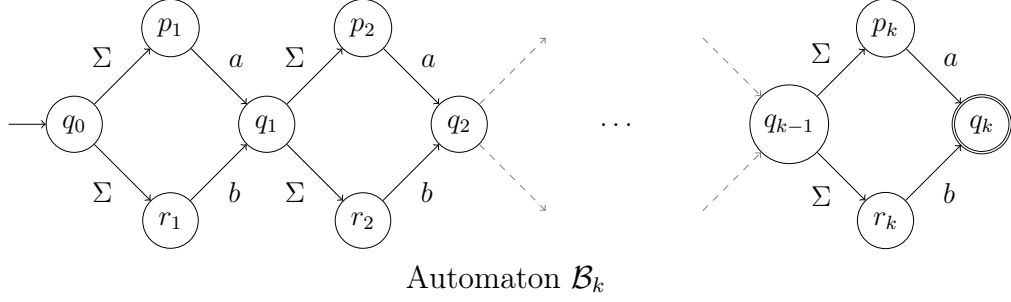 p₁ p₂ pₖ
Σ a Σ a Σ a
q₀ q₁ q₂ ⋯ qₖ₋₁ qₖ
Σ b Σ b Σ b
r₁ r₂ rₖ
Automaton ℬₖ